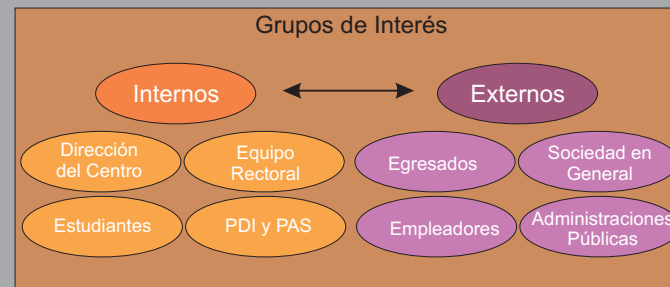 Grupos de Interés
Internos
Externos
Dirección
del Centro
Equipo
Rectoral
Egresados
Sociedad en
General
Estudiantes
PDI y PAS
Empleadores
Administraciones
Públicas